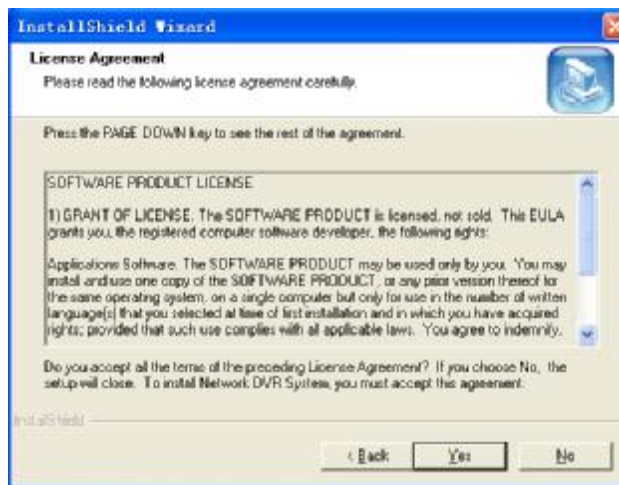 InstallShield Wizard
License Agreement
Please read the following license agreement carefully.
Press the PAGE DOWN key to see the rest of the agreement.
SOFTWARE PRODUCT LICENSE
1) GRANT OF LICENSE. The SOFTWARE PRODUCT is licensed, not sold. This EULA
grants you, the registered computer software developer, the following rights:
Applications Software. The SOFTWARE PRODUCT may be used only by you. You may
install and use one copy of the SOFTWARE PRODUCT, or any prior version thereof for
the same operating system, on a single computer but only for use in the number of written
language(s) that you selected at time of first installation and in which you have acquired
rights; provided that such use complies with all applicable laws. You agree to indemnify,
Do you accept all the terms of the preceding License Agreement? If you choose No, the
setup will close. To install Network DVR System, you must accept this agreement.
InstallShield
< Back
Yes
No